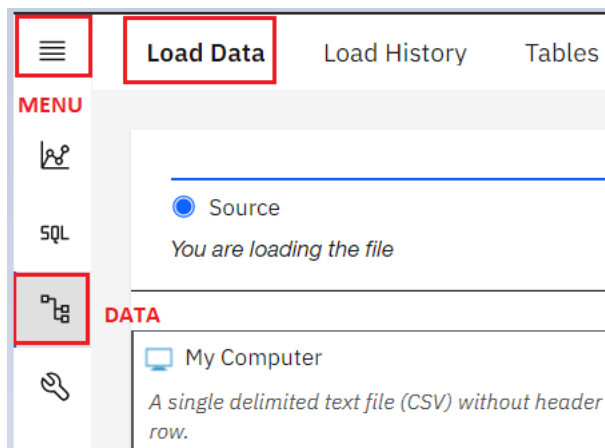 Load Data Load History Tables
MENU
Source
SQL
You are loading the file
DATA
My Computer
A single delimited text file (CSV) without header
row.